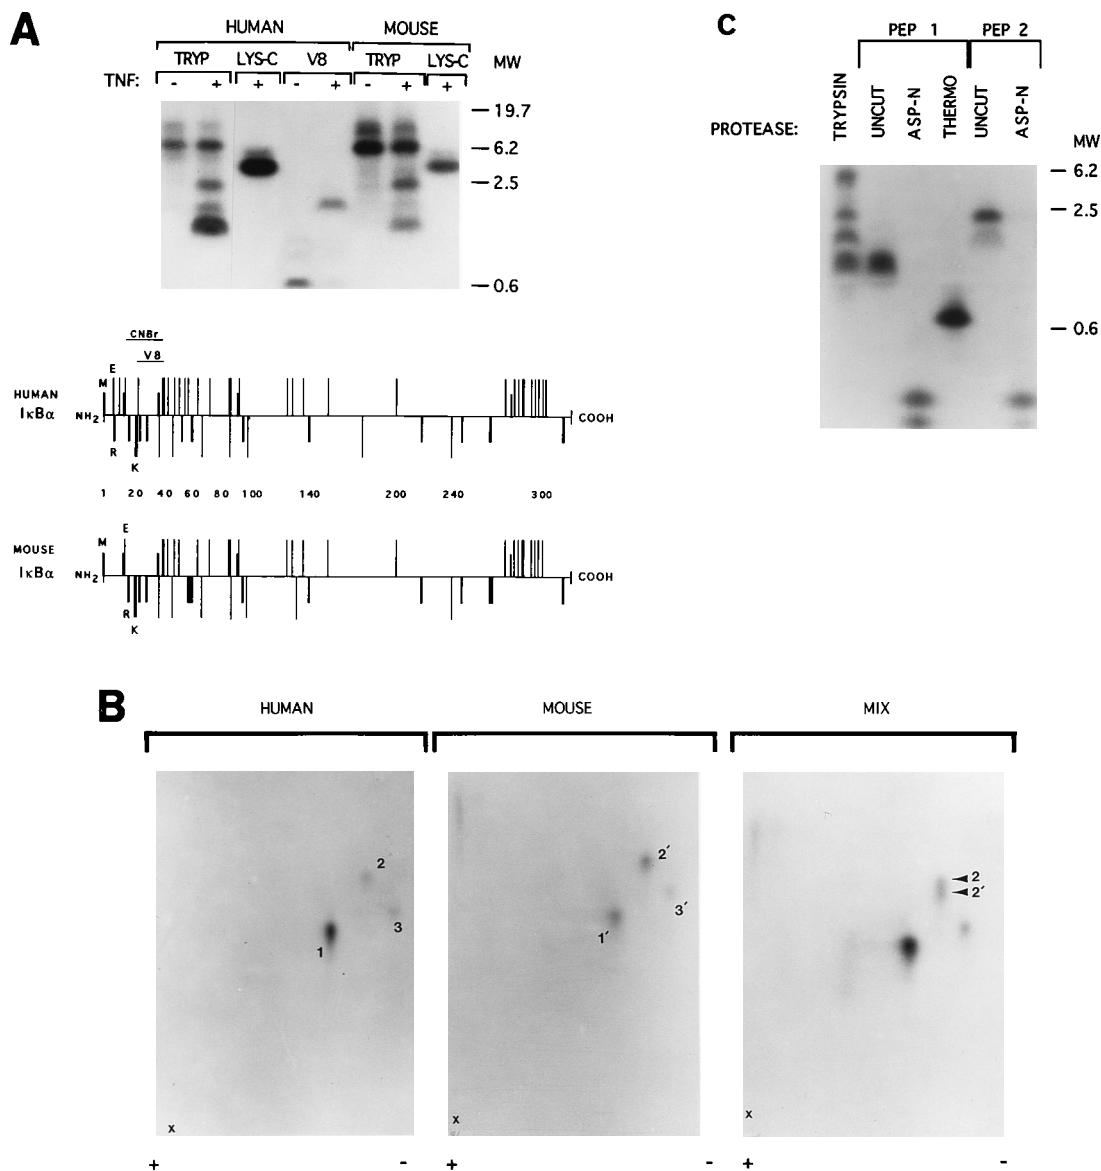 A
HUMAN MOUSE
TRYP LYS-C V8 TRYP LYS-C MW
TNF: - + + - + - + +
19.7
6.2
2.5
0.6
CNBr
V8
E
M
HUMAN
IκBα NH2 COOH
R
K
1 20 40 60 80 100 140 200 240 300
E
M
MOUSE
IκBα NH2 COOH
R
K
C
PEP 1 PEP 2
PROTEASE: TRYPSIN UNCUT ASP-N THERMO UNCUT ASP-N
MW
6.2
2.5
0.6
B
HUMAN MOUSE MIX
2
3
1
2′
3′
1′
2
2′
x x x
+ - + - + -